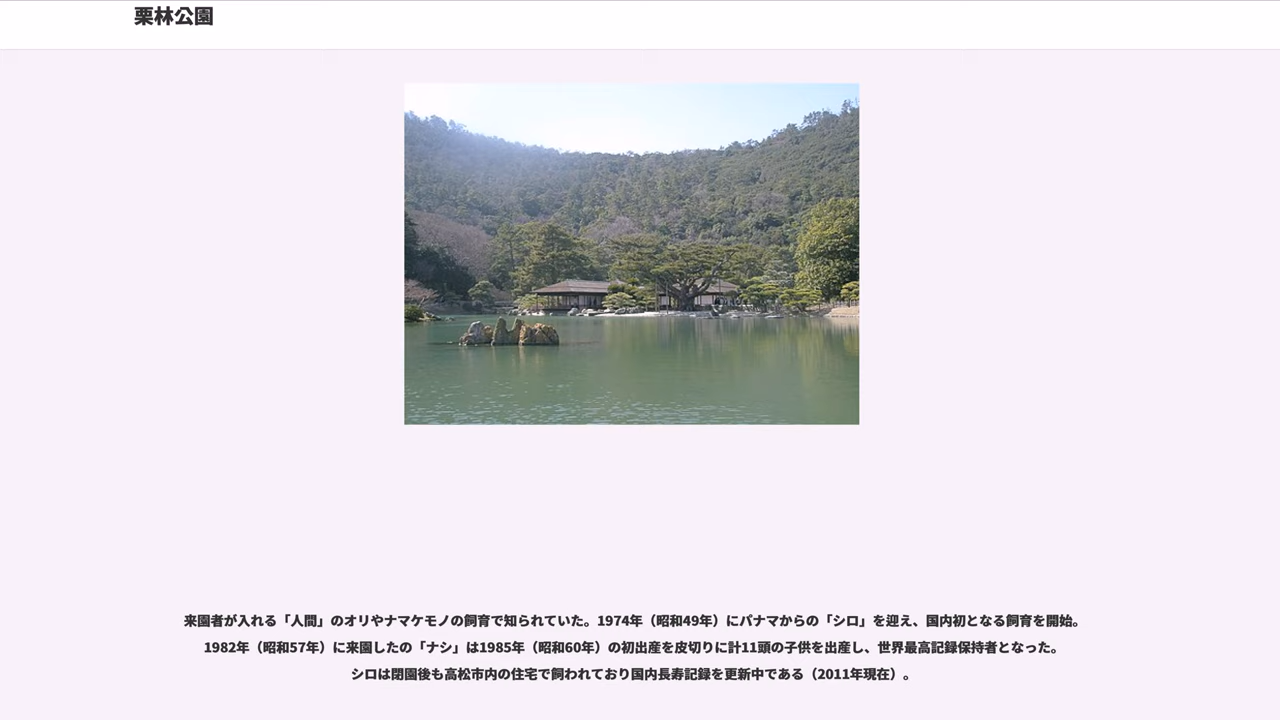 栗林公園
来園者が入れる「人間」のオリやナマケモノの飼育で知られていた。1974年（昭和49年）にパナマからの「シロ」を迎え、国内初となる飼育を開始。
1982年（昭和57年）に来園したの「ナシ」は1985年（昭和60年）の初出産を皮切りに計11頭の子供を出産し、世界最高記録保持者となった。
シロは閉園後も高松市内の住宅で飼われており国内長寿記録を更新中である（2011年現在）。